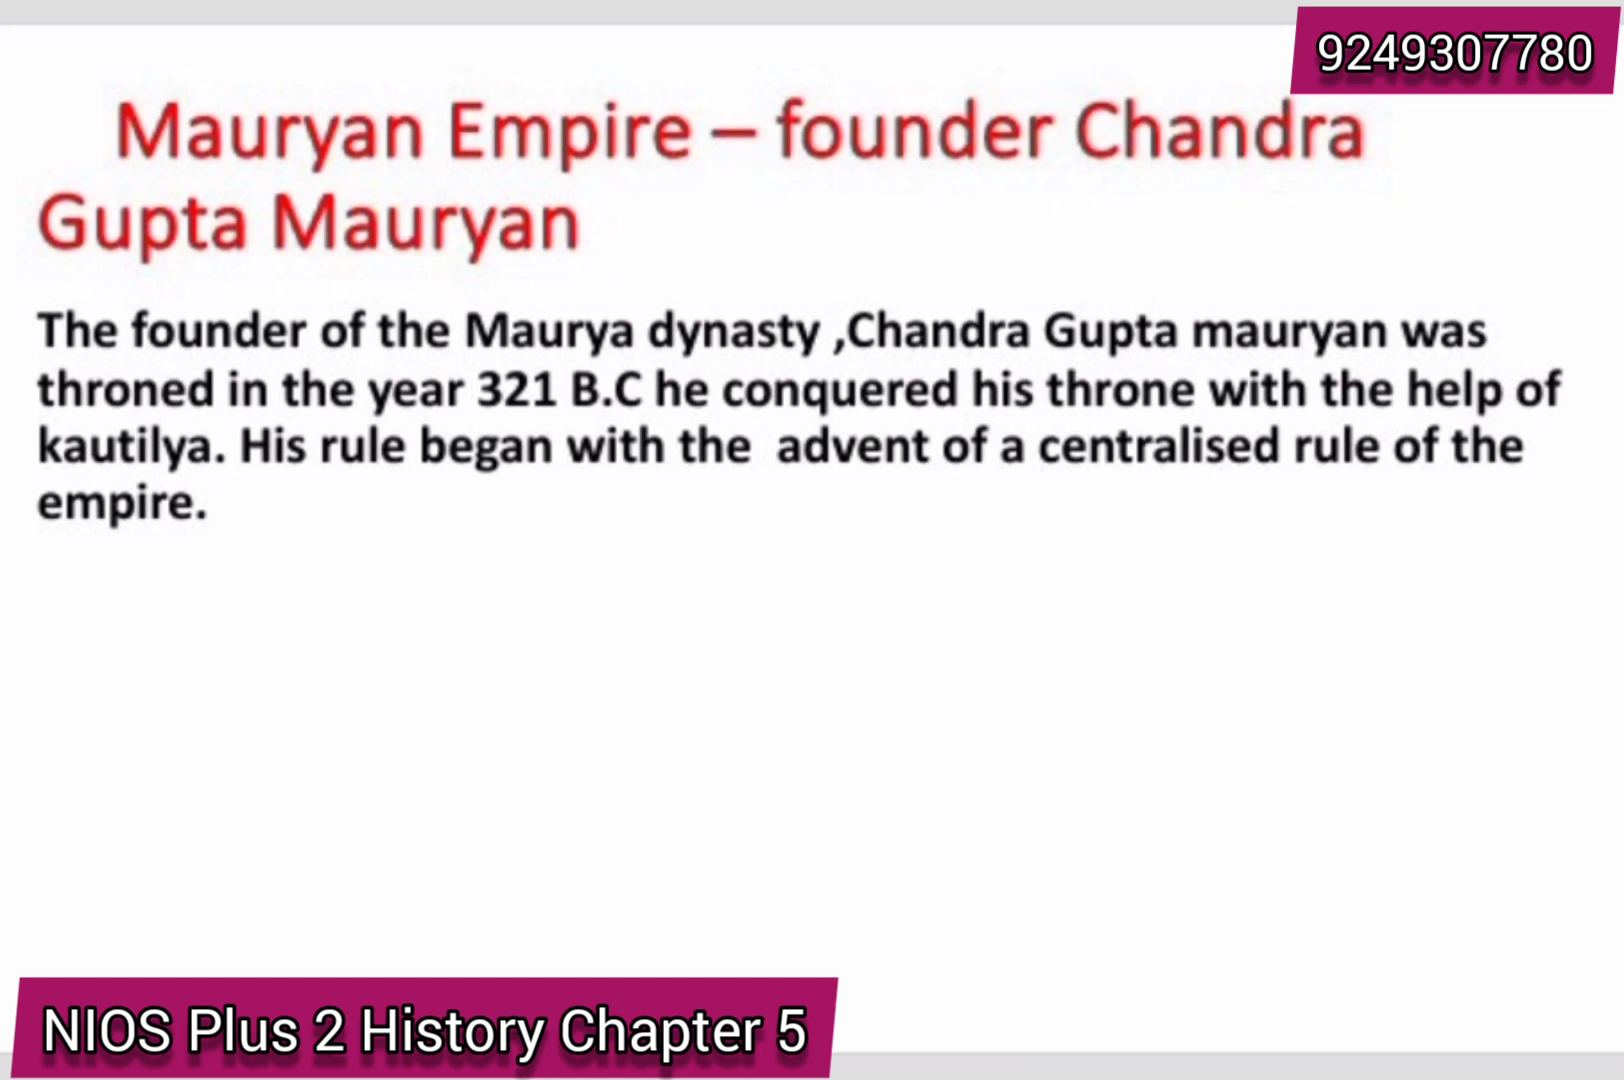 9249307780
Mauryan Empire – founder Chandra
Gupta Mauryan
The founder of the Maurya dynasty ,Chandra Gupta mauryan was
throned in the year 321 B.C he conquered his throne with the help of
kautilya. His rule began with the  advent of a centralised rule of the
empire.
NIOS Plus 2 History Chapter 5